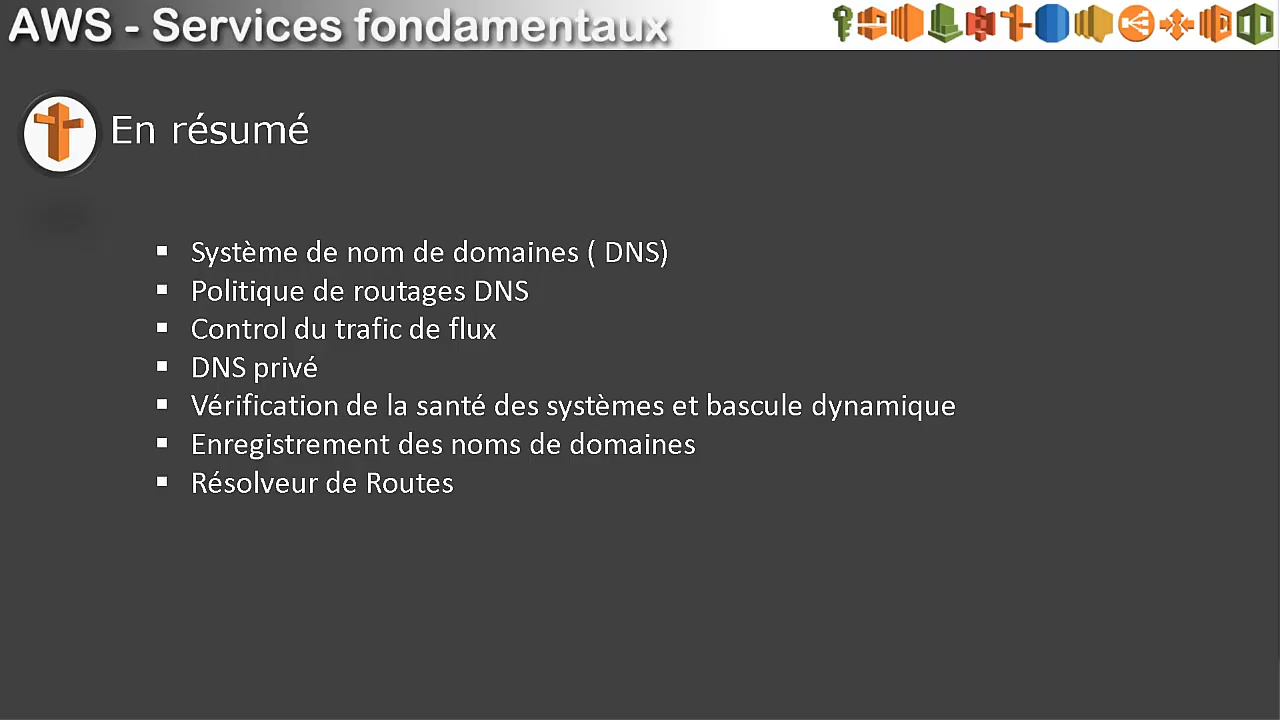 AWS - Services fondamentaux
En résumé
▪ Système de nom de domaines ( DNS)
▪ Politique de routages DNS
▪ Control du trafic de flux
▪ DNS privé
▪ Vérification de la santé des systèmes et bascule dynamique
▪ Enregistrement des noms de domaines
▪ Résolveur de Routes